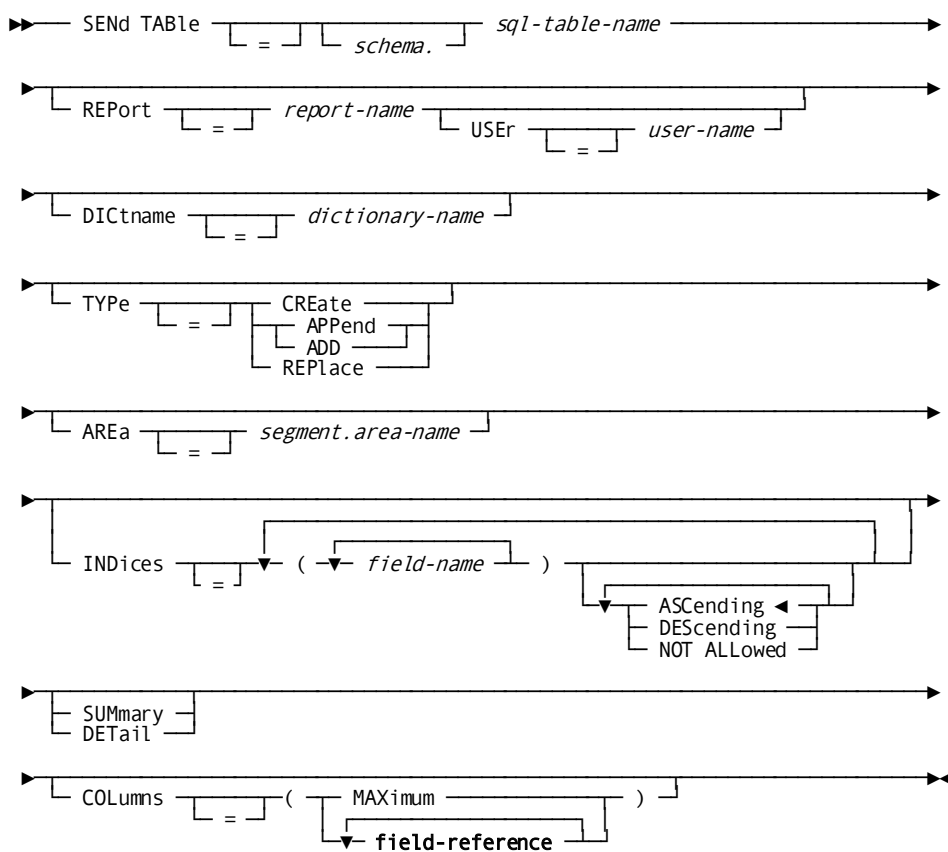 SENd TABle = schema. sql-table-name
REPort = report-name USEr = user-name
DICtname = dictionary-name
TYPe = CREate
APPend
ADD
REPlace
AREa = segment.area-name
INDices = ( field-name ) ASCending
DEScending
NOT ALLowed
SUMmary
DETail
COLumns = ( MAXimum )
field-reference